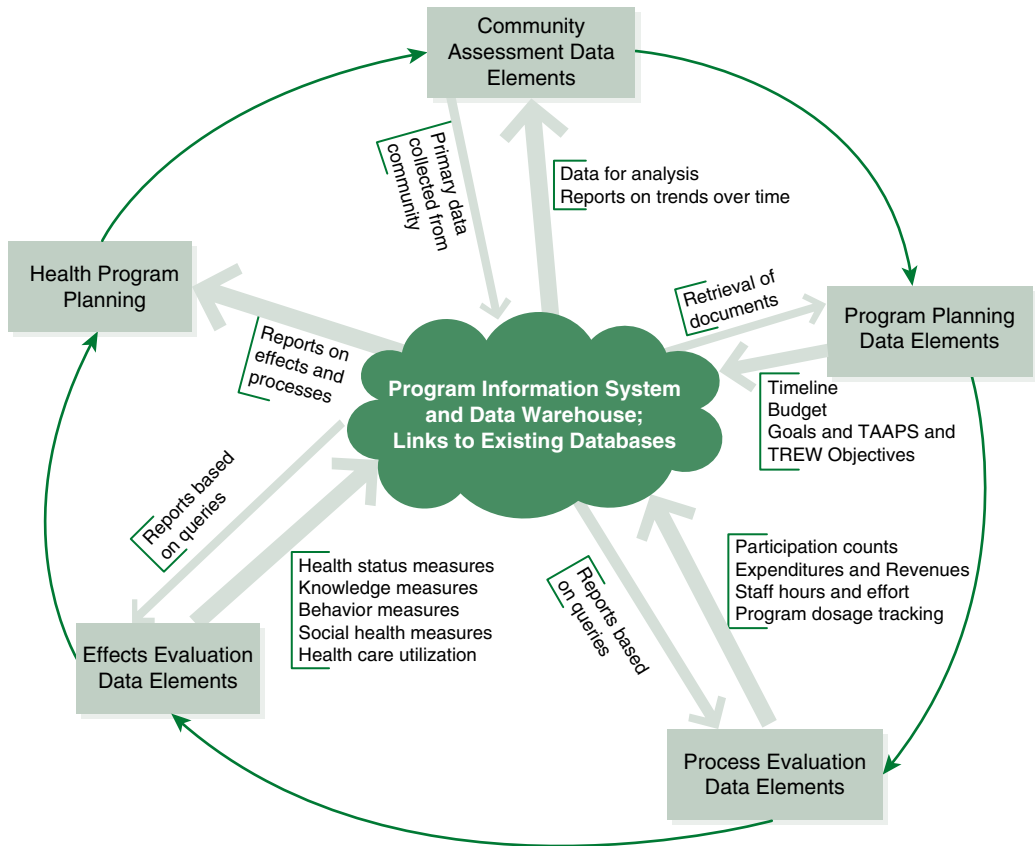 Community
Assessment Data
Elements
Primary data
collected from
community
Data for analysis
Reports on trends over time
Health Program
Planning
Retrieval of
documents
Program Planning
Data Elements
Reports on
effects and
processes
Program Information System
and Data Warehouse;
Links to Existing Databases
Timeline
Budget
Goals and TAAPS and
TREW Objectives
Reports based
on queries
Health status measures
Knowledge measures
Behavior measures
Social health measures
Health care utilization
Reports based
on queries
Participation counts
Expenditures and Revenues
Staff hours and effort
Program dosage tracking
Effects Evaluation
Data Elements
Process Evaluation
Data Elements